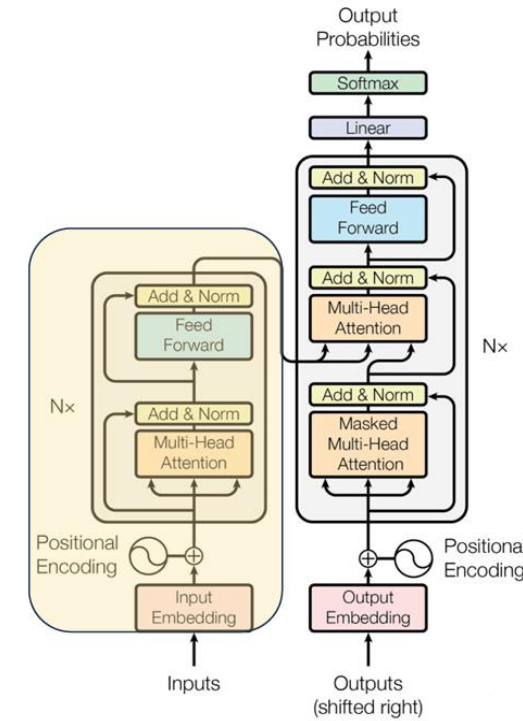 Output
Probabilities
Softmax
Linear
Add & Norm
Feed
Forward
Add & Norm
Multi-Head
Attention
Add & Norm
Masked
Multi-Head
Attention
N×
Add & Norm
Feed
Forward
Add & Norm
Multi-Head
Attention
N×
Positional
Encoding
Positional
Encoding
Input
Embedding
Output
Embedding
Inputs
Outputs
(shifted right)